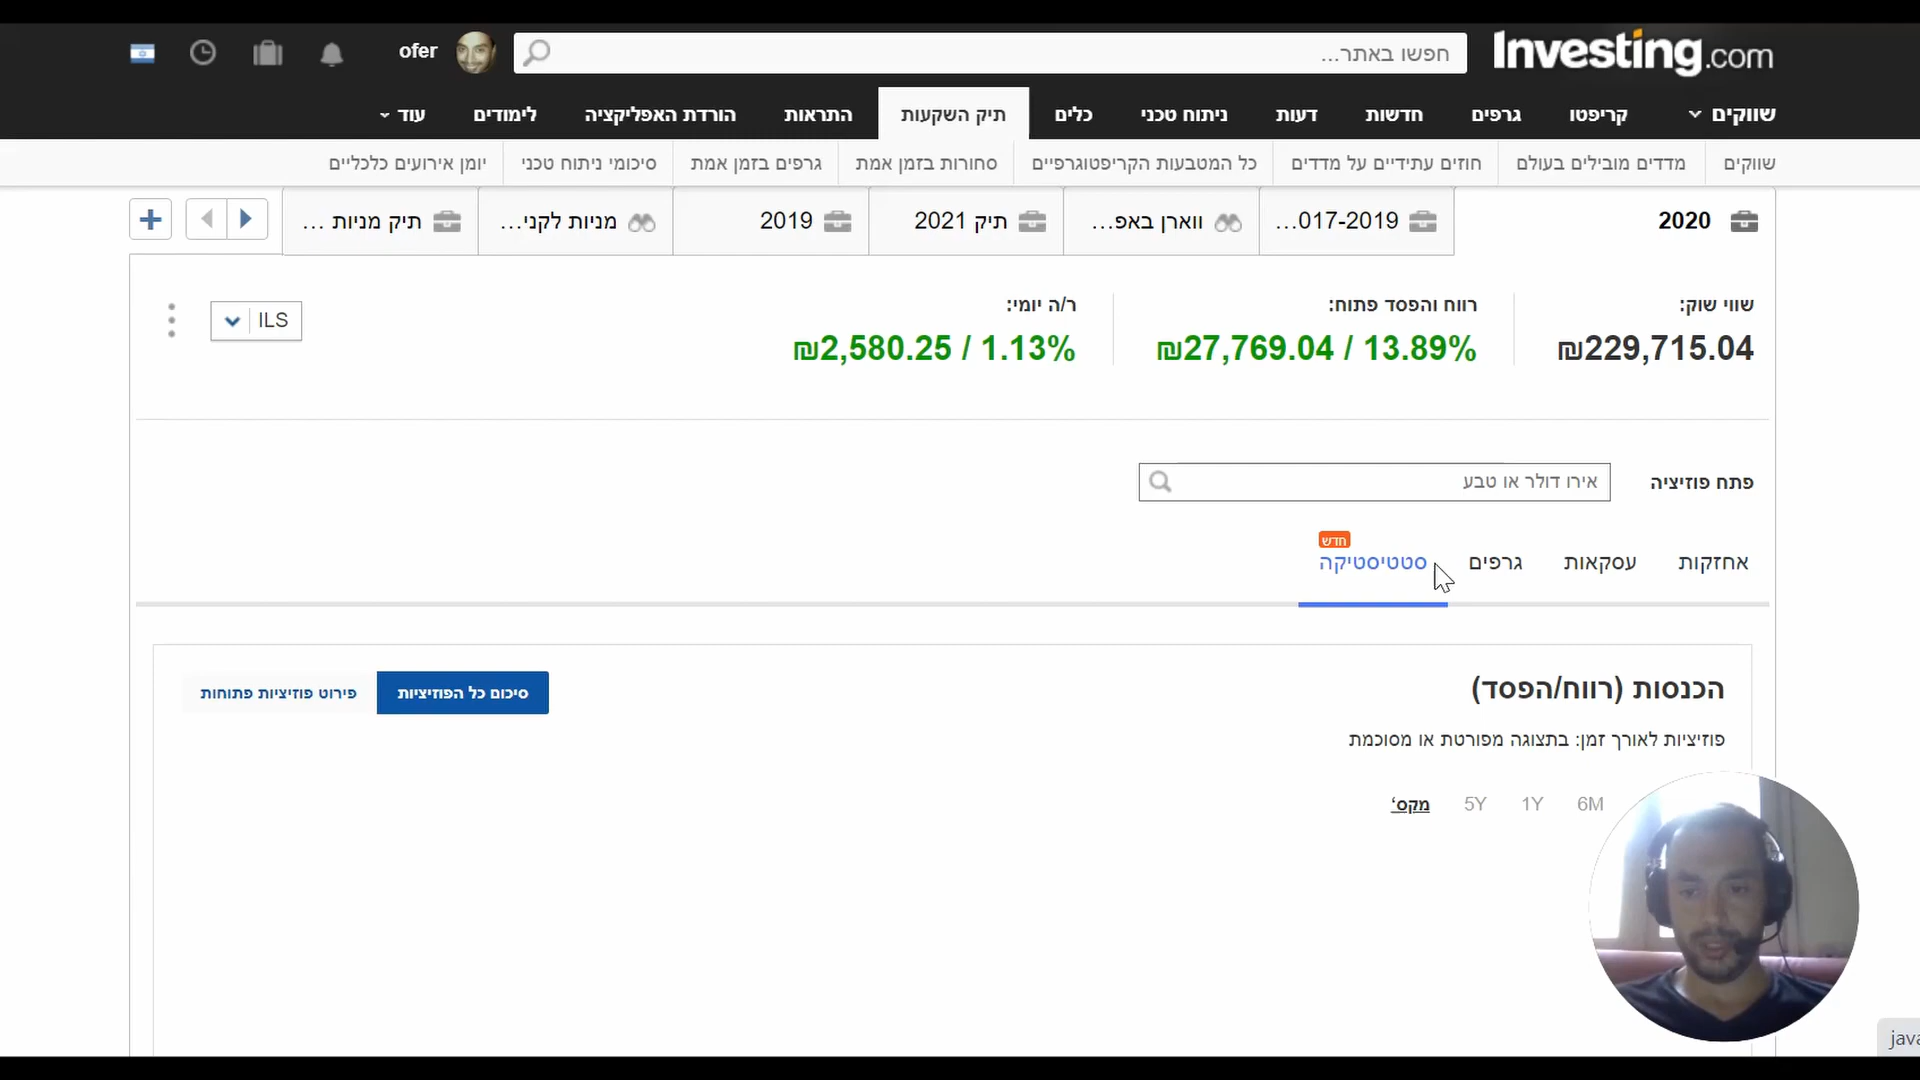 Investing.com
חפשו באתר...
ofer
שווקים
קריפטו
גרפים
חדשות
דעות
ניתוח טכני
כלים
תיק השקעות
התראות
הורדת האפליקציה
לימודים
עוד
שווקים
מדדים מובילים בעולם
חוזים עתידיים על מדדים
כל המטבעות הקריפטוגרפיים
סחורות בזמן אמת
גרפים בזמן אמת
סיכומי ניתוח טכני
יומן אירועים כלכליים
2020
...017-2019
ווארן באפ...
תיק 2021
2019
מניות לקני...
תיק מניות ...
שווי שוק:
₪229,715.04
רווח והפסד פתוח:
₪27,769.04 / 13.89%
ר/ה יומי:
₪2,580.25 / 1.13%
ILS
פתח פוזיציה
אירו דולר או טבע
אחזקות
עסקאות
גרפים
סטטיסטיקה
חדש
הכנסות (רווח/הפסד)
סיכום כל הפוזיציות
פירוט פוזיציות פתוחות
פוזיציות לאורך זמן: בתצוגה מפורטת או מסוכמת
6M
1Y
5Y
מקס'
java